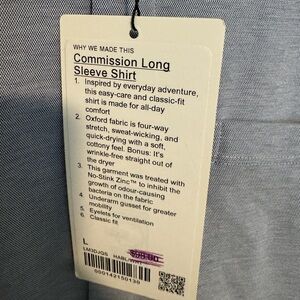 WHY WE MADE THIS
Commission Long
Sleeve Shirt
1. Inspired by everyday adventure,
this easy-care and classic-fit
shirt is made for all-day
comfort
2. Oxford fabric is four-way
stretch, sweat-wicking, and
quick-drying with a soft,
cottony feel. Bonus: It's
wrinkle-free straight out of
the dryer
3. This garment was treated with
No-Stink Zinc™ to inhibit the
growth of odour-causing
bacteria on the fabric
4. Underarm gusset for greater
mobility
5. Eyelets for ventilation
6. Classic fit
L
LM3DJQS
000142150130